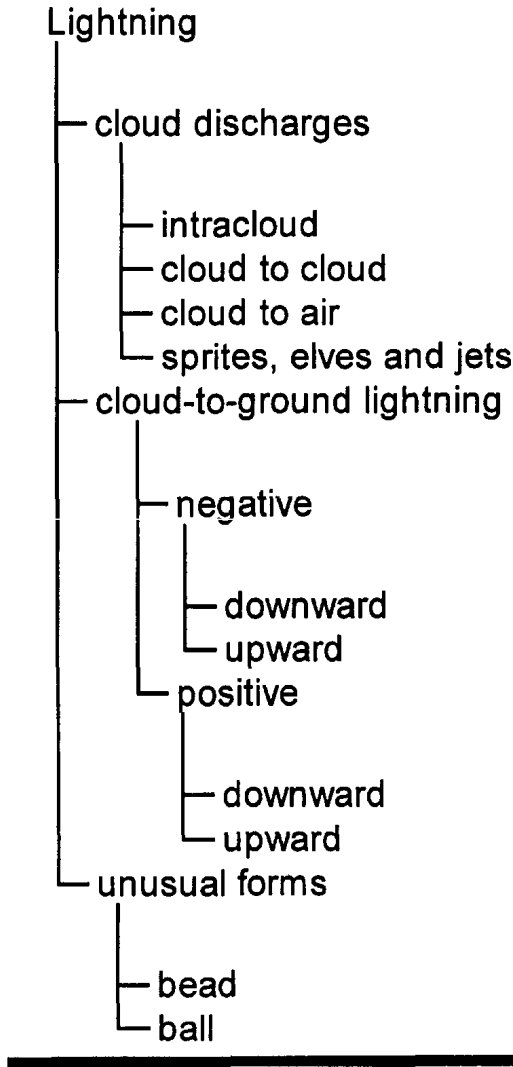 Lightning
cloud discharges
intracloud
cloud to cloud
cloud to air
sprites, elves and jets
cloud-to-ground lightning
negative
downward
upward
positive
downward
upward
unusual forms
bead
ball